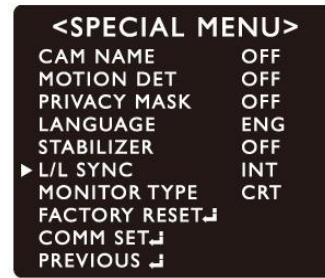 <SPECIAL MENU>
CAM NAME OFF
MOTION DET OFF
PRIVACY MASK OFF
LANGUAGE ENG
STABILIZER OFF
▶ L/L SYNC INT
MONITOR TYPE CRT
FACTORY RESET↲
COMM SET↲
PREVIOUS ↲